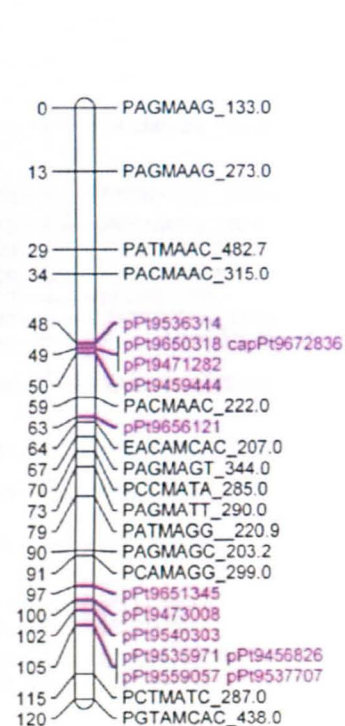 0 PAGMAAG_133.0
13 PAGMAAG_273.0
29 PATMAAC_482.7
34 PACMAAC_315.0
48 pPt9536314
49 pPt9650318 capPt9672836
pPt9471282
50 pPt9459444
59 PACMAAC_222.0
63 pPt9656121
64 EACAMCAC_207.0
67 PAGMAGT_344.0
70 PCCMATA_285.0
73 PAGMATT_290.0
79 PATMAGG__220.9
90 PAGMAGC_203.2
91 PCAMAGG_299.0
97 pPt9651345
100 pPt9473008
102 pPt9540303
105 pPt9535971 pPt9456826
pPt9559057 pPt9537707
115 PCTMATC_287.0
120 PGTAMCAC_438.0